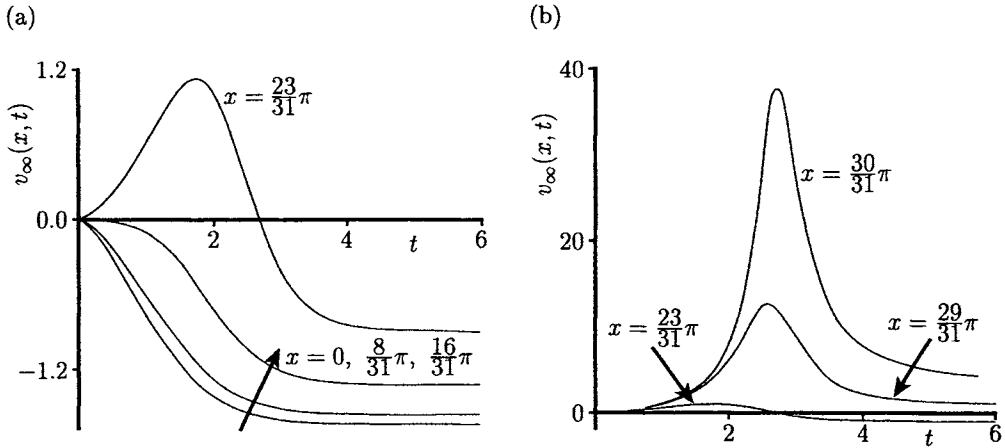 (a)
(b)
1.2
0.0
−1.2
v∞(x, t)
2
4
6
t
x = 23/31 π
x = 0, 8/31 π, 16/31 π
40
20
0
v∞(x, t)
x = 30/31 π
x = 23/31 π
x = 29/31 π
2
4
6
t